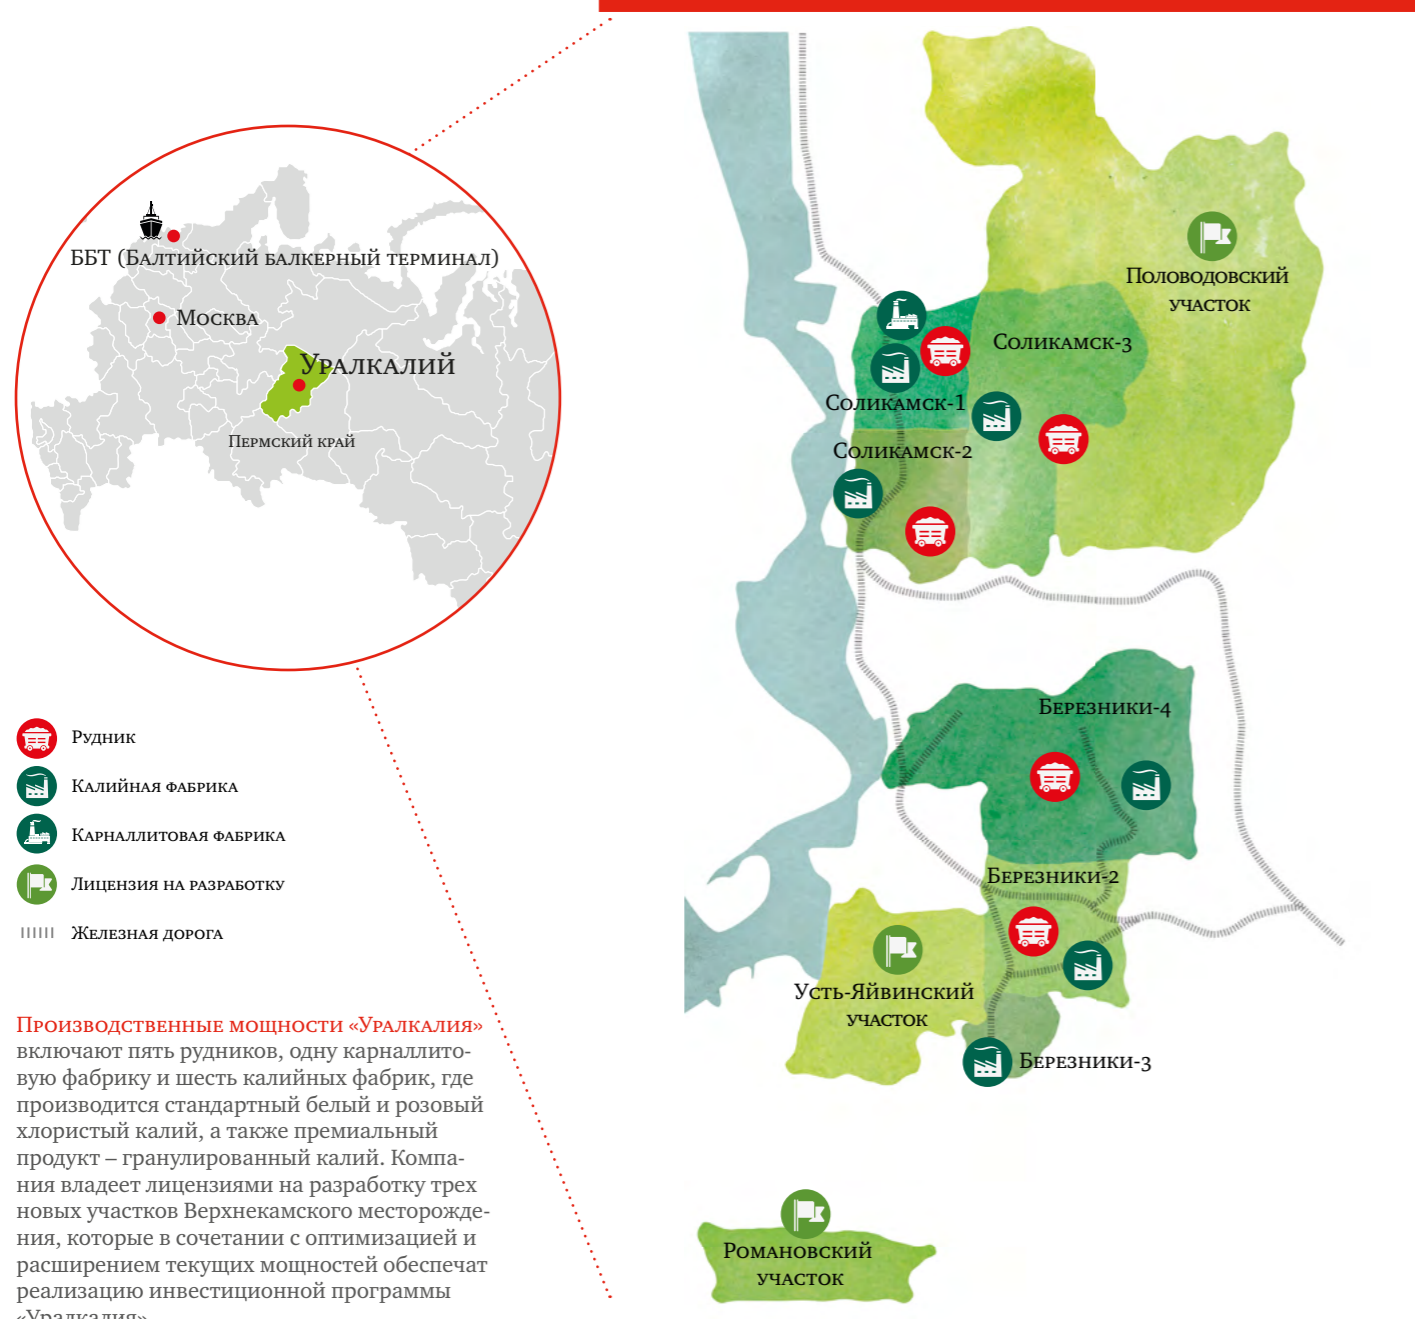 ББТ (Балтийский балкерный терминал)
Москва
Уралкалий
Пермский край
Рудник
Калийная фабрика
Карналлитовая фабрика
Лицензия на разработку
Железная дорога
Производственные мощности «Уралкалия»
включают пять рудников, одну карналлито-
вую фабрику и шесть калийных фабрик, где
производится стандартный белый и розовый
хлористый калий, а также премиальный
продукт – гранулированный калий. Компа-
ния владеет лицензиями на разработку трех
новых участков Верхнекамского месторожде-
ния, которые в сочетании с оптимизацией и
расширением текущих мощностей обеспечат
реализацию инвестиционной программы
«Уралкалия»
Половодовский
участок
Соликамск-3
Соликамск-1
Соликамск-2
Березники-4
Березники-2
Усть-Яйвинский
участок
Березники-3
Романовский
участок